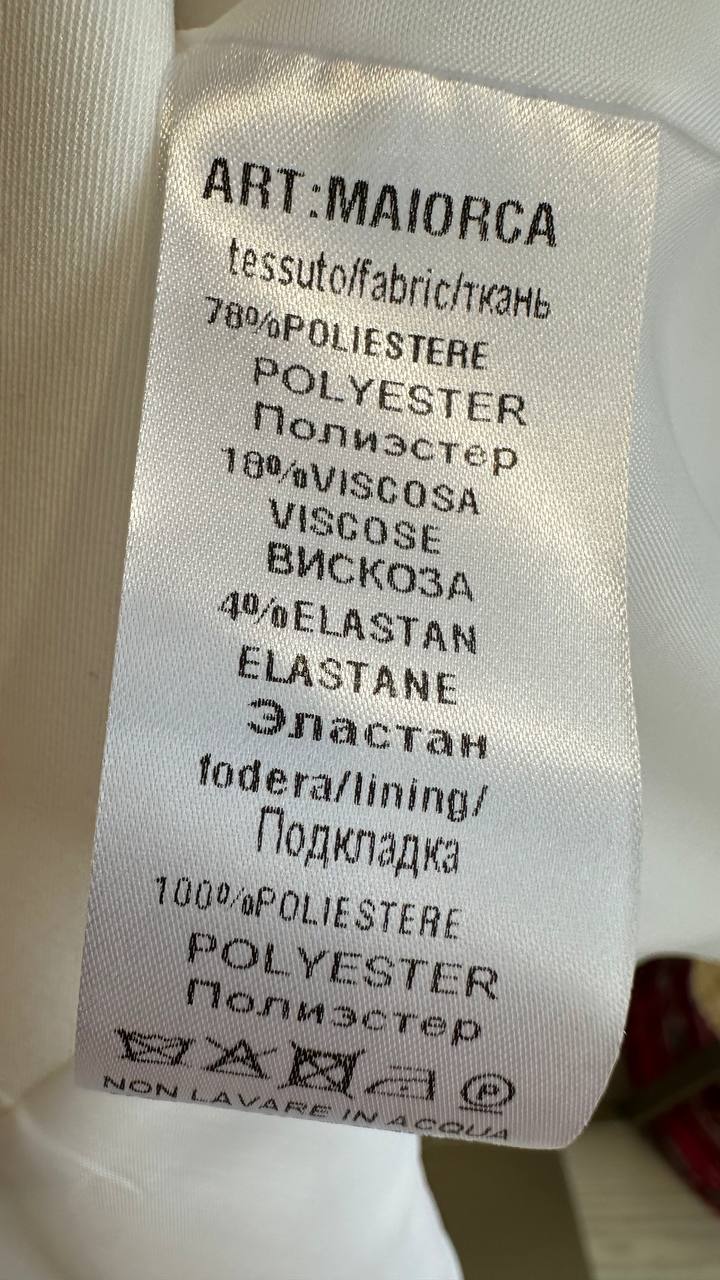 ART:MAIORCA
tessuto/fabric/ткань
78%POLIESTERE
POLYESTER
Полиэстер
18%VISCOSA
VISCOSE
ВИСКОЗА
4%ELASTAN
ELASTANE
Эластан
fodera/lining/
Подкладка
100%POLIESTERE
POLYESTER
Полиэстер
P
NON LAVARE IN ACQUA